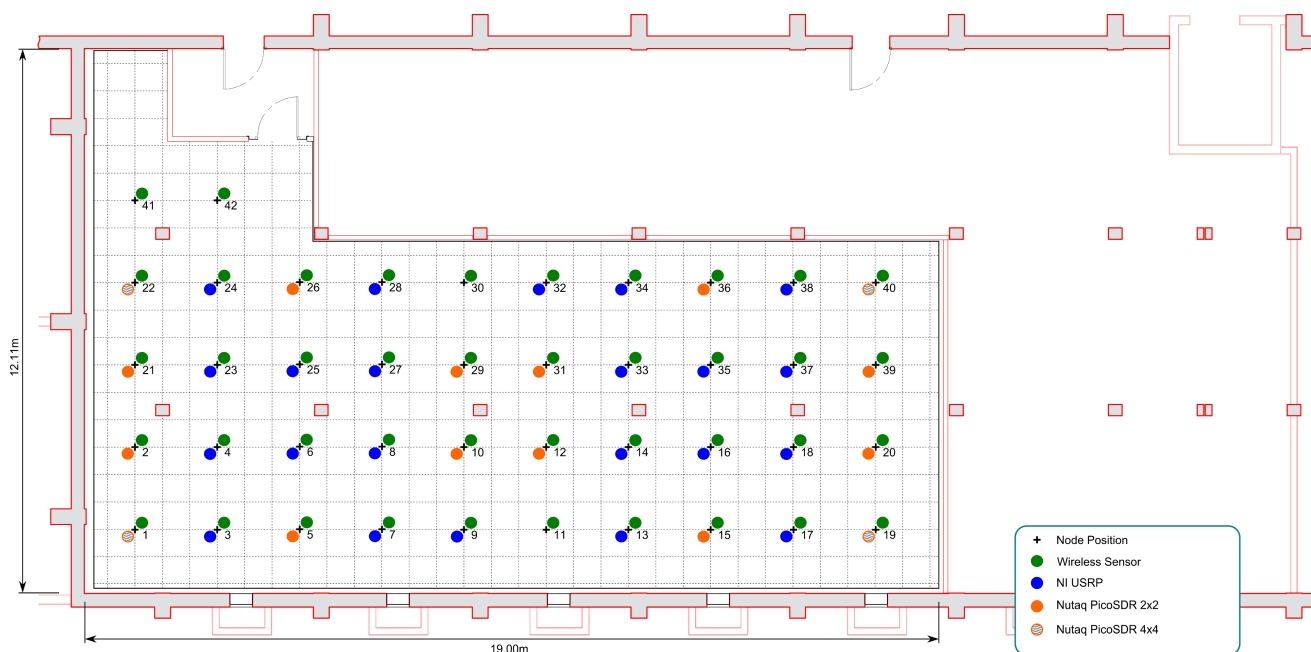 41 42
12.11m
22 24 26 28 30 32 34 36 38 40
21 23 25 27 29 31 33 35 37 39
2 4 6 8 10 12 14 16 18 20
1 3 5 7 9 11 13 15 17 19
Node Position
Wireless Sensor
NI USRP
Nutaq PicoSDR 2x2
Nutaq PicoSDR 4x4
19.00m